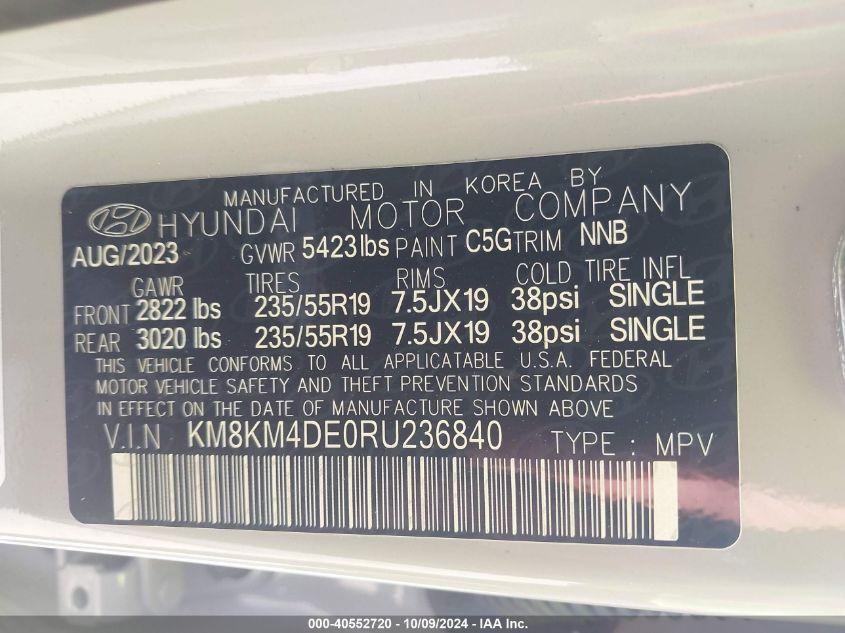 MANUFACTURED IN KOREA BY
HYUNDAI MOTOR COMPANY
AUG/2023 GVWR 5423lbs PAINT C5G TRIM NNB
GAWR TIRES RIMS COLD TIRE INFL
FRONT 2822 lbs 235/55R19 7.5JX19 38psi SINGLE
REAR 3020 lbs 235/55R19 7.5JX19 38psi SINGLE
THIS VEHICLE CONFORMS TO ALL APPLICATABLE U.S.A. FEDERAL
MOTOR VEHICLE SAFETY AND THEFT PREVENTION STANDARDS
IN EFFECT ON THE DATE OF MANUFACTURE SHOWN ABOVE
V.I.N KM8KM4DE0RU236840 TYPE : MPV
000-40552720 - 10/09/2024 - IAA Inc.